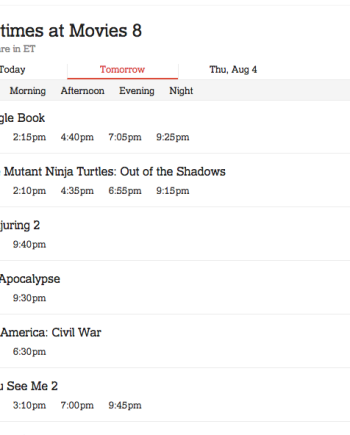 times at Movies 8
re in ET
Today Tomorrow Thu, Aug 4
Morning Afternoon Evening Night
gle Book
2:15pm 4:40pm 7:05pm 9:25pm
Mutant Ninja Turtles: Out of the Shadows
2:10pm 4:35pm 6:55pm 9:15pm
juring 2
9:40pm
Apocalypse
9:30pm
America: Civil War
6:30pm
u See Me 2
3:10pm 7:00pm 9:45pm